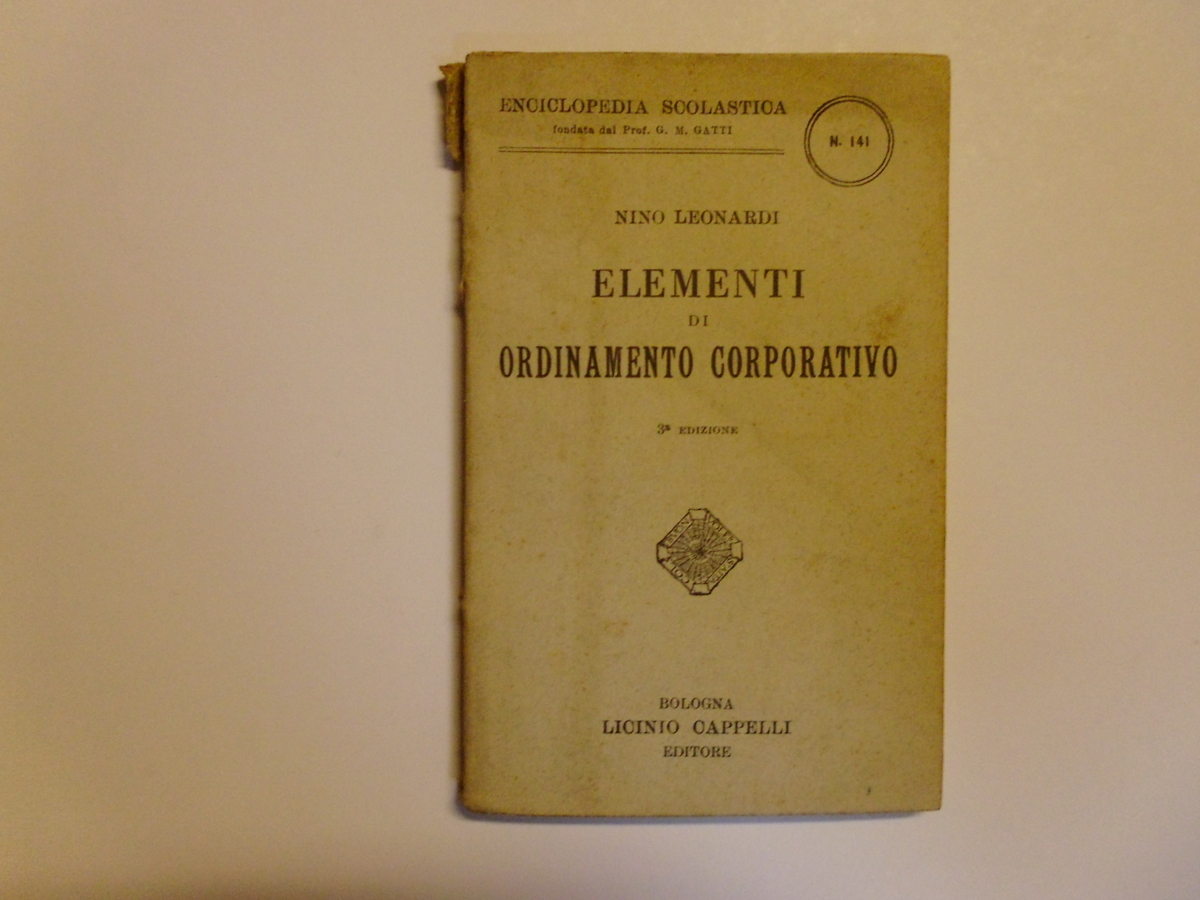 ENCICLOPEDIA SCOLASTICA
fondata dal Prof. G. M. GATTI
N. 141
NINO LEONARDI
ELEMENTI
DI
ORDINAMENTO CORPORATIVO
3ª EDIZIONE
BOLOGNA
LICINIO CAPPELLI
EDITORE